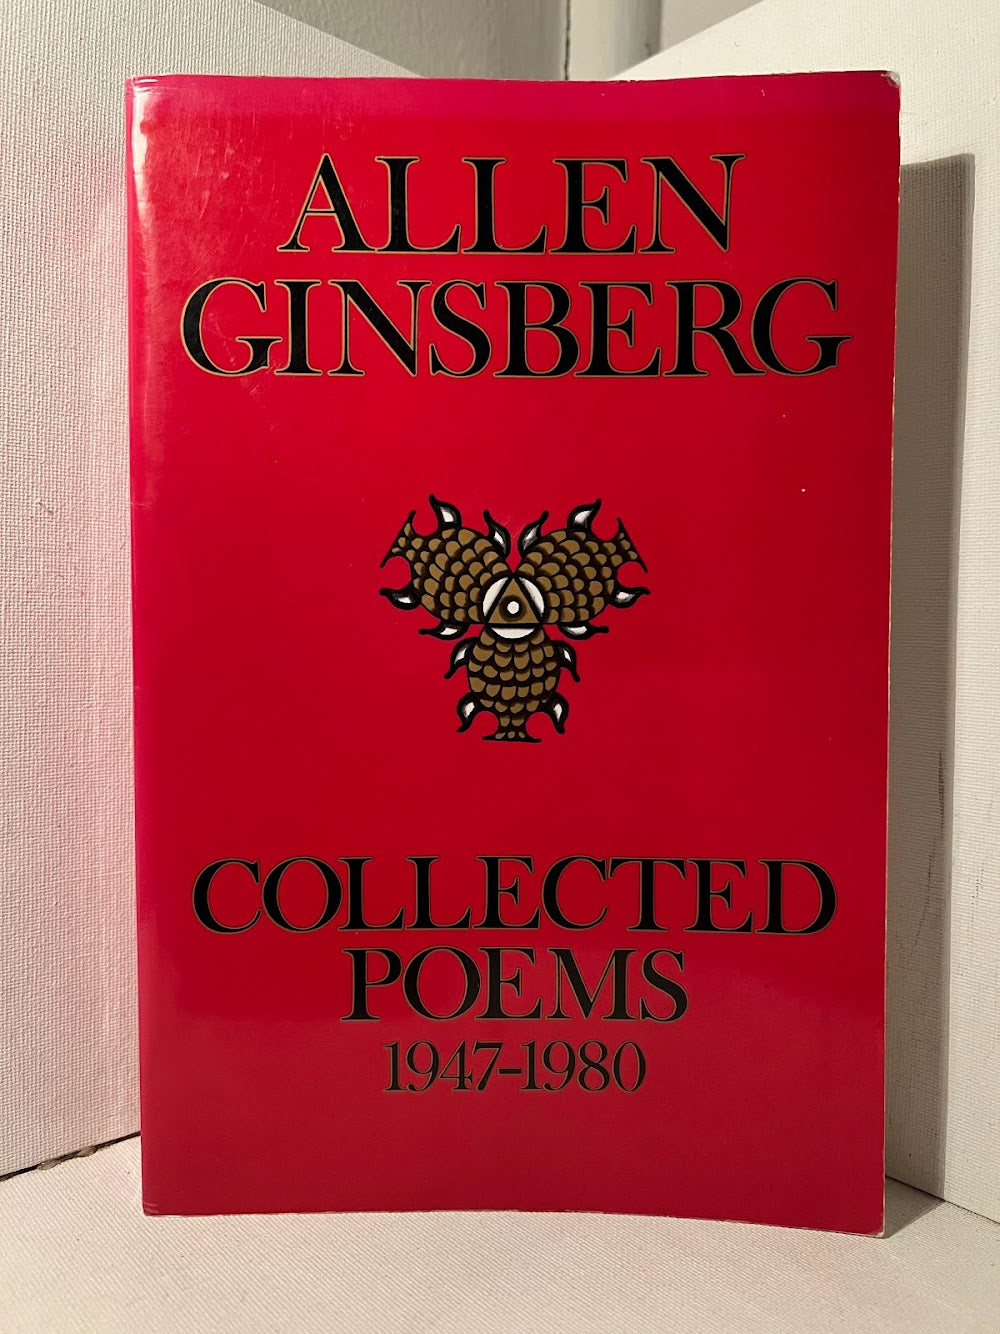 ALLEN
GINSBERG
COLLECTED
POEMS
1947–1980